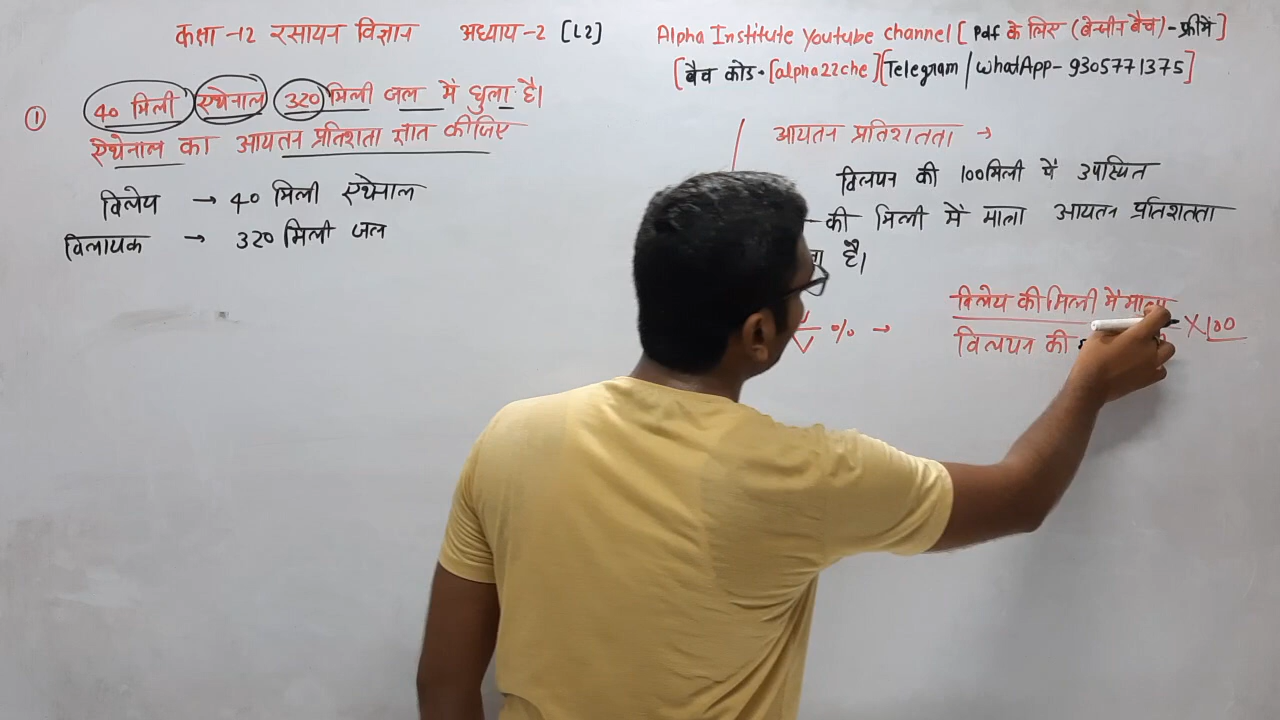 कक्षा -12 रसायन विज्ञान अध्याय-2 [L2]
Alpha Institute Youtube channel [Pdf के लिए (बेन्जीन बैच)-फ्री में]
[बैच कोड-[alpha22che][Telegram/WhatApp-9305771375]
① 40 मिली एथेनाल 320 मिली जल में घुला है।
एथेनाल का आयतन प्रतिशता ज्ञात कीजिए
विलेय → 40 मिली एथेनाल
विलायक → 320 मिली जल
आयतन प्रतिशतता →
विलयन की 100 मिली में उपस्थित
की मिली में मात्रा आयतन प्रतिशतता
है।
V % → विलेय की मिली में मात्रा × 100
विलयन की